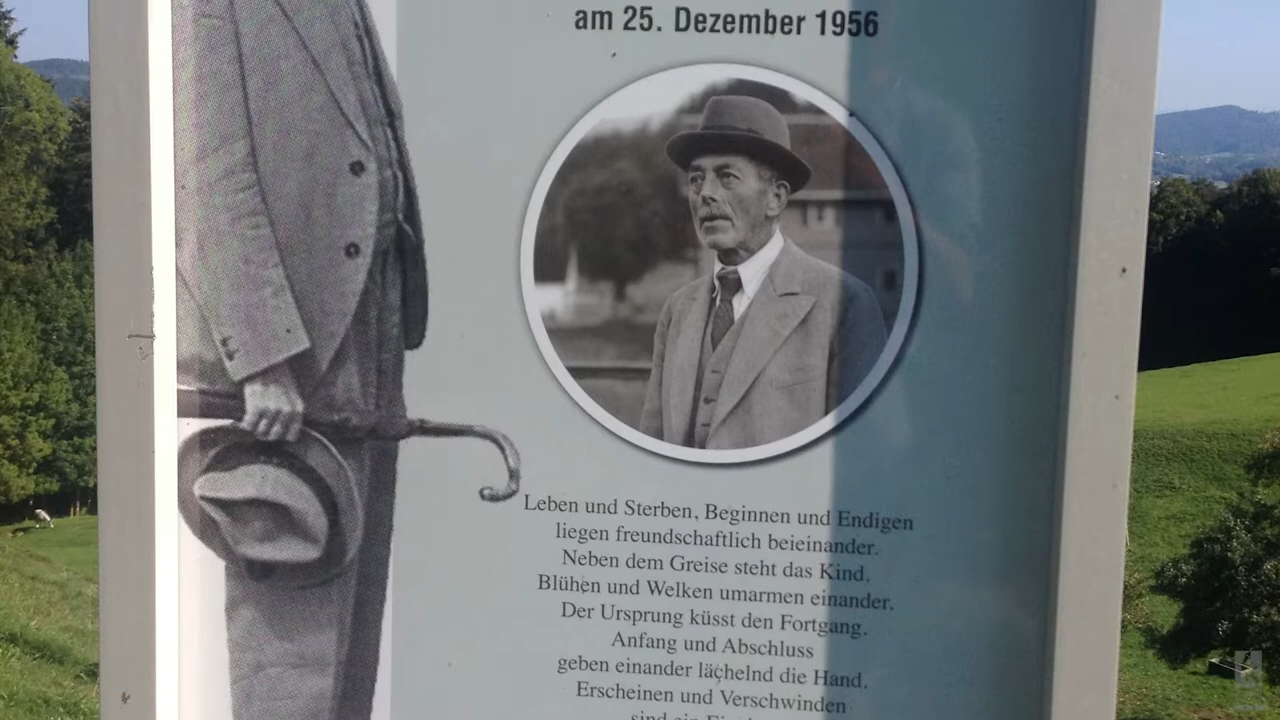 am 25. Dezember 1956
Leben und Sterben, Beginnen und Endigen
liegen freundschaftlich beieinander.
Neben dem Greise steht das Kind.
Blühen und Welken umarmen einander.
Der Ursprung küsst den Fortgang.
Anfang und Abschluss
geben einander lächelnd die Hand.
Erscheinen und Verschwinden
sind ein